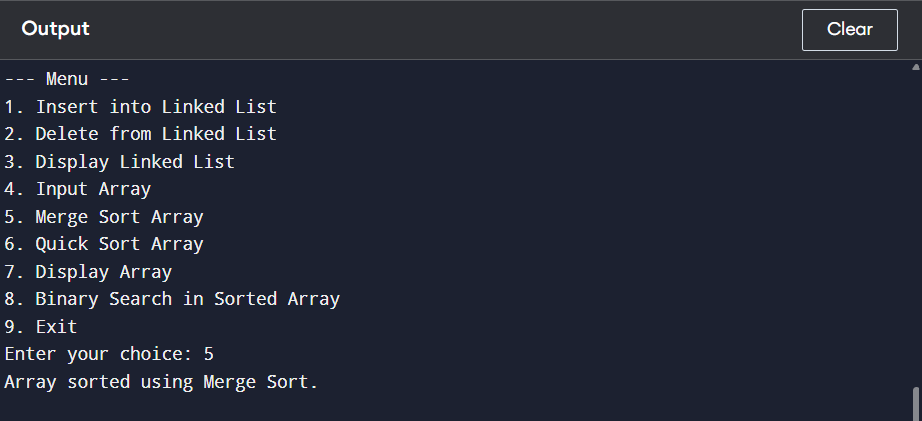 Output
Clear
--- Menu ---
1. Insert into Linked List
2. Delete from Linked List
3. Display Linked List
4. Input Array
5. Merge Sort Array
6. Quick Sort Array
7. Display Array
8. Binary Search in Sorted Array
9. Exit
Enter your choice: 5
Array sorted using Merge Sort.